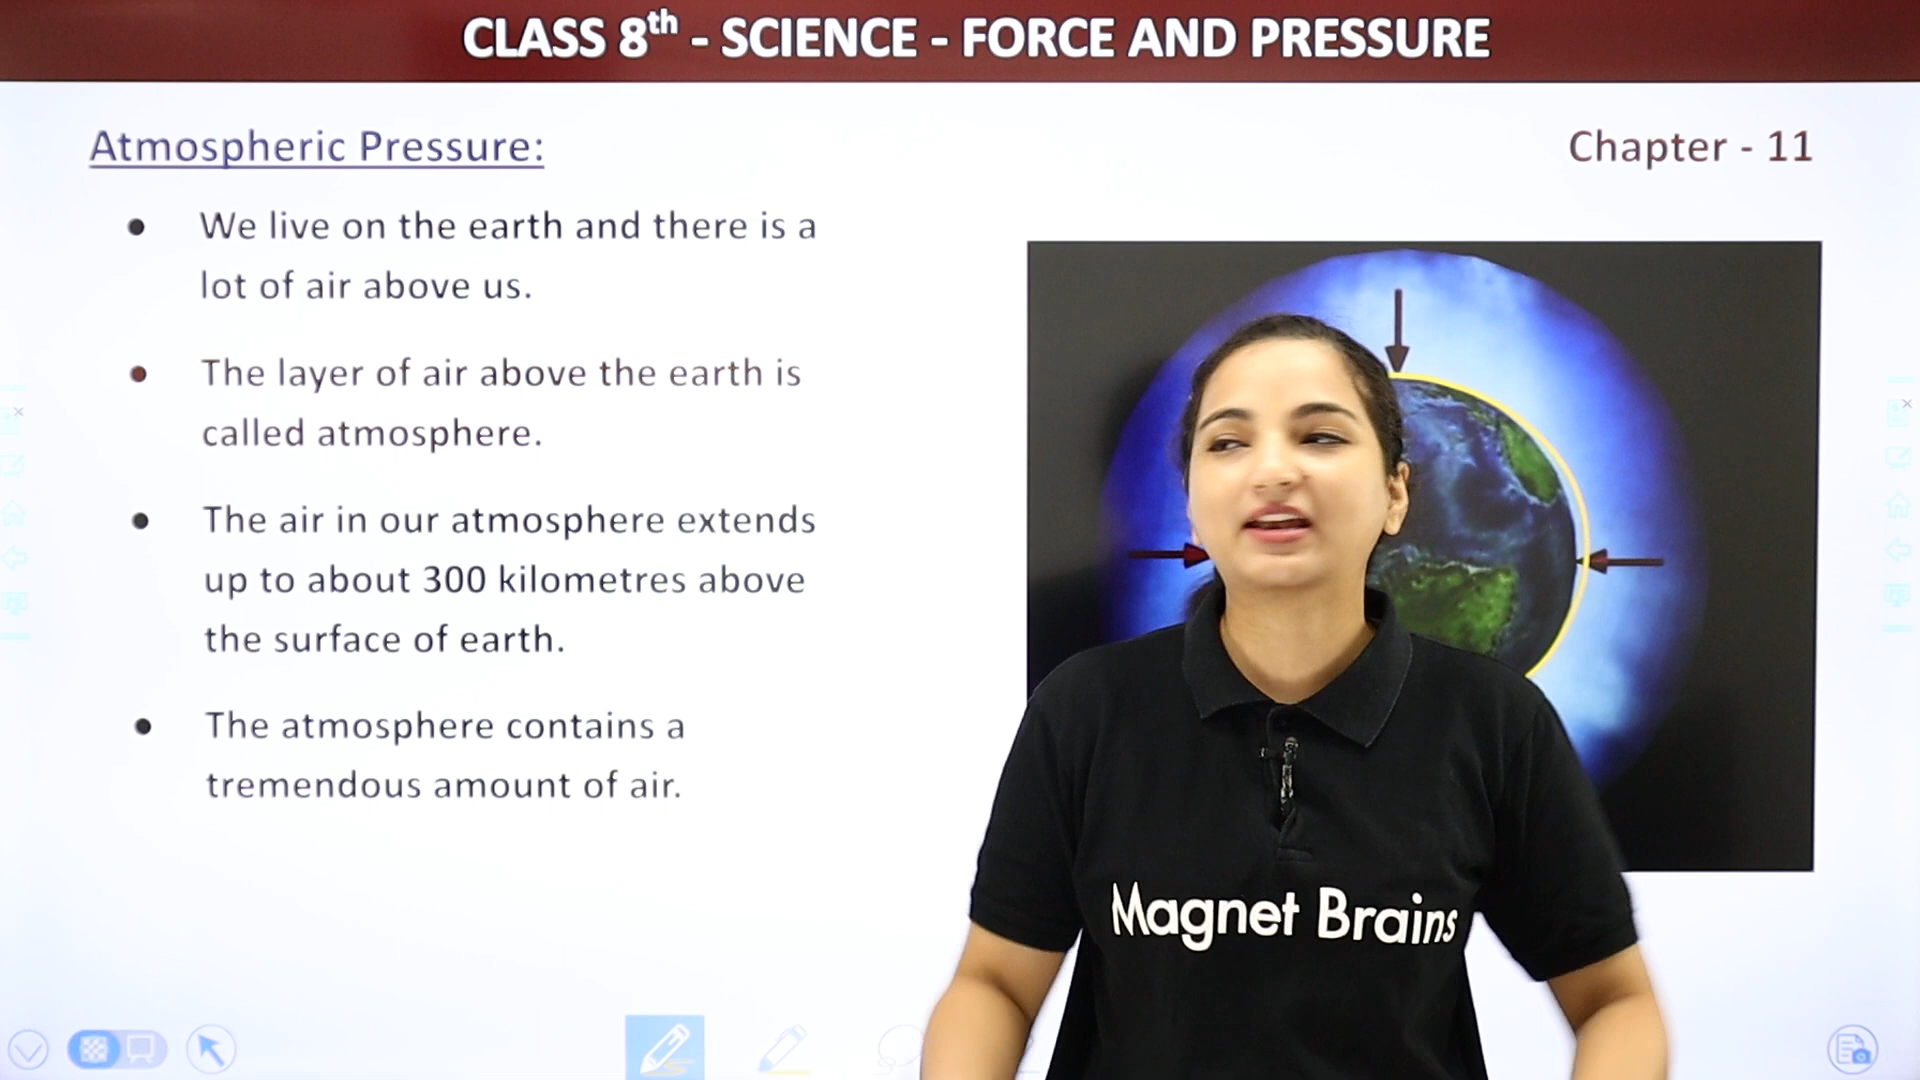 CLASS 8th - SCIENCE - FORCE AND PRESSURE
Atmospheric Pressure:
Chapter - 11
• We live on the earth and there is a
lot of air above us.
• The layer of air above the earth is
called atmosphere.
• The air in our atmosphere extends
up to about 300 kilometres above
the surface of earth.
• The atmosphere contains a
tremendous amount of air.
Magnet Brains